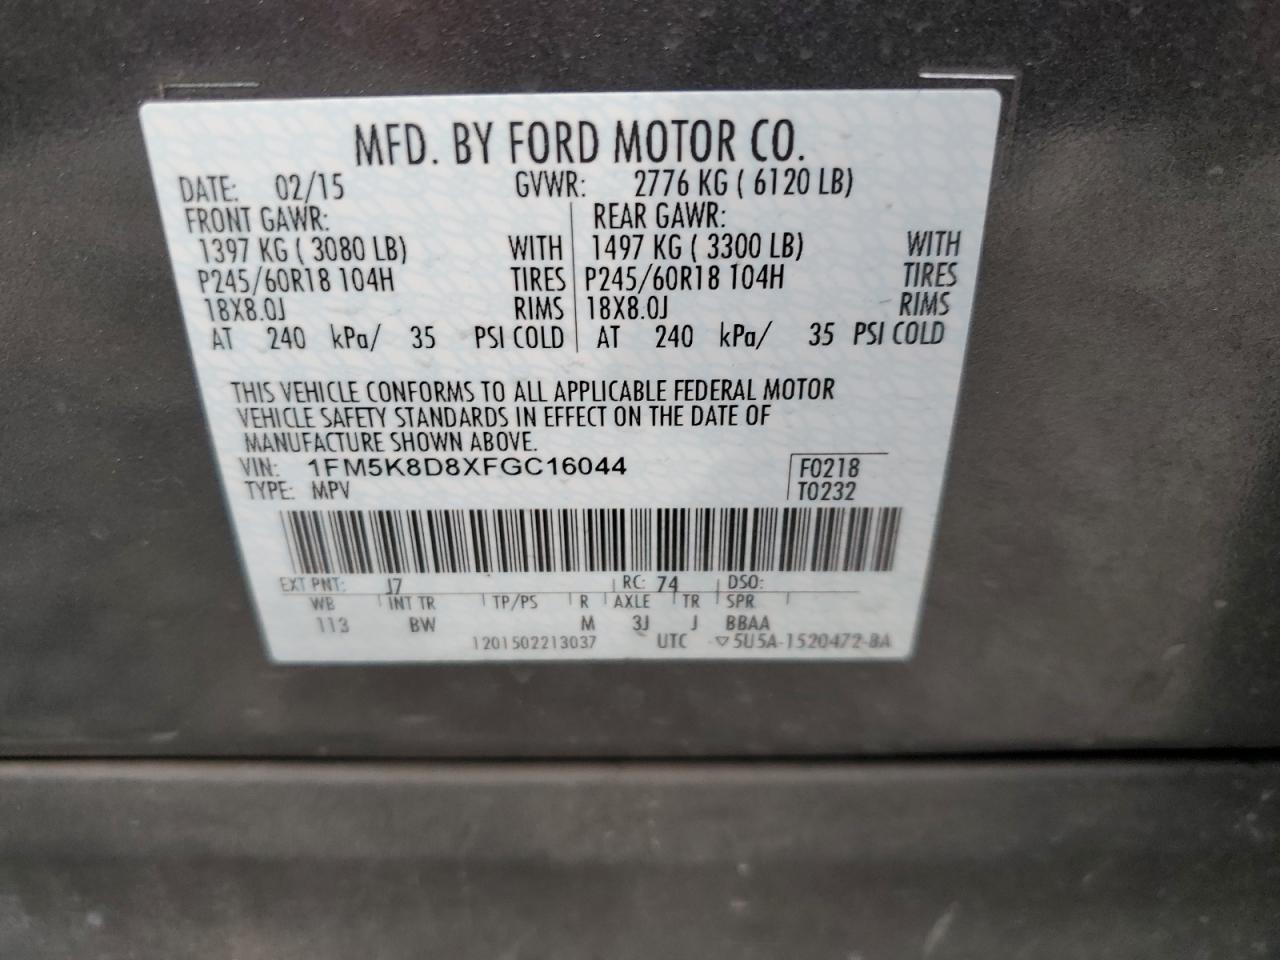 MFD. BY FORD MOTOR CO.
DATE: 02/15 GVWR: 2776 KG ( 6120 LB)
FRONT GAWR: REAR GAWR:
1397 KG ( 3080 LB) WITH 1497 KG ( 3300 LB) WITH
P245/60R18 104H TIRES P245/60R18 104H TIRES
18X8.0J RIMS 18X8.0J RIMS
AT 240 kPa/ 35 PSI COLD AT 240 kPa/ 35 PSI COLD
THIS VEHICLE CONFORMS TO ALL APPLICABLE FEDERAL MOTOR
VEHICLE SAFETY STANDARDS IN EFFECT ON THE DATE OF
MANUFACTURE SHOWN ABOVE.
VIN: 1FM5K8D8XFGC16044 F0218
TYPE: MPV T0232
EXT PNT: J7 RC: 74 DSO:
WB INT TR TP/PS R AXLE TR SPR
113 BW M 3J J BBAA
1201502213037 UTC ▽5U5A-1520472-BA